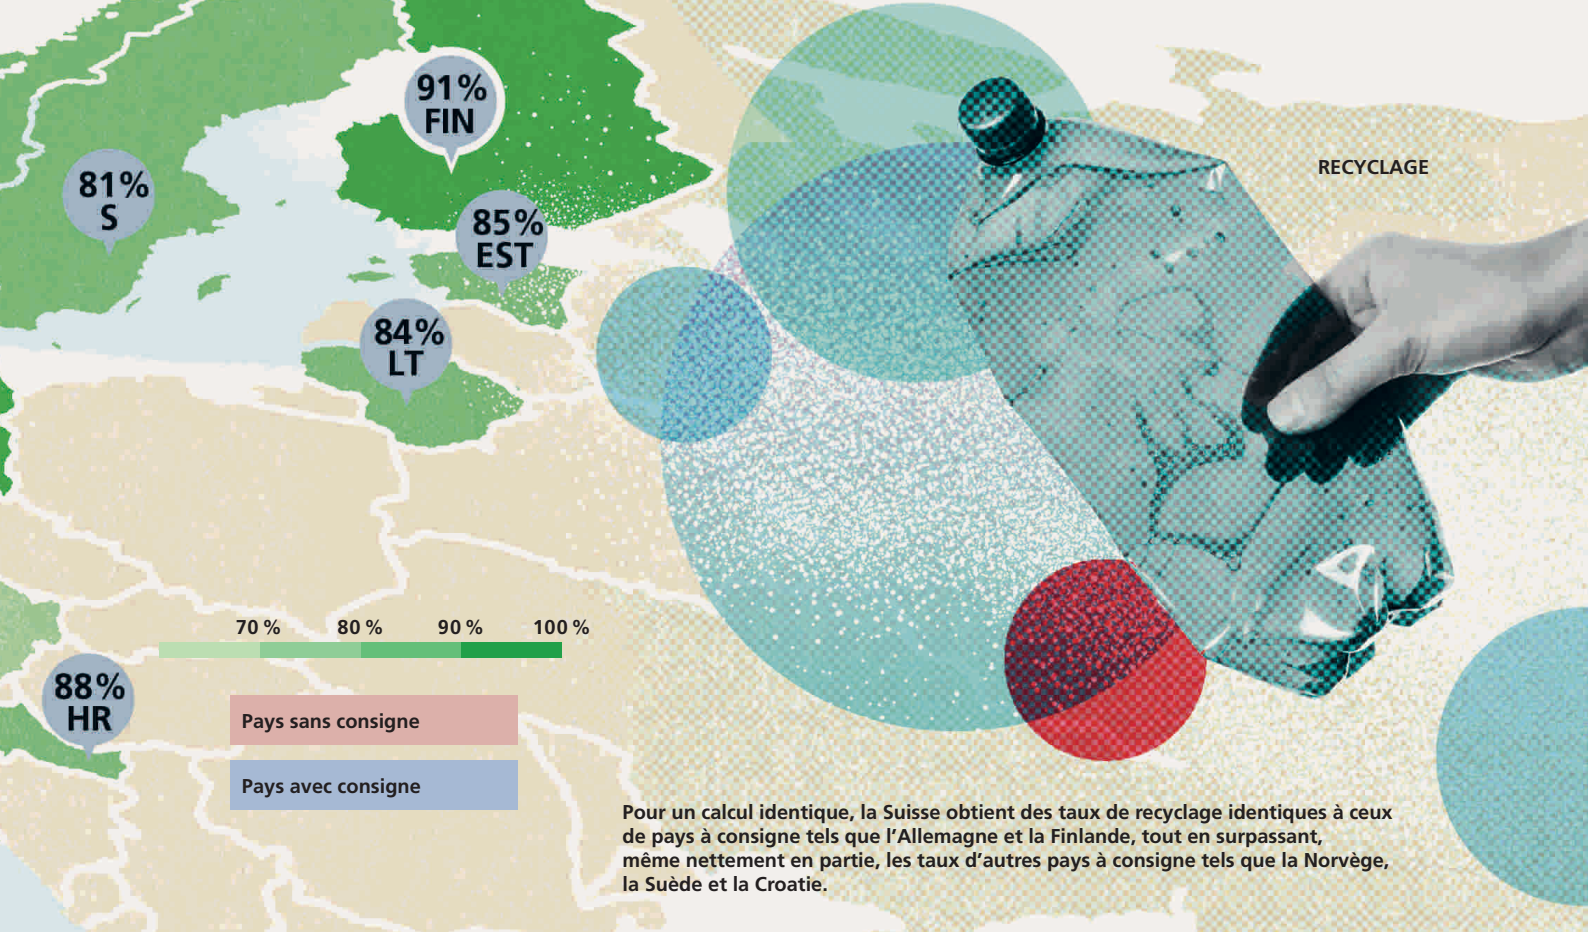 91%
FIN
81%
S
85%
EST
84%
LT
RECYCLAGE
70 % 80 % 90 % 100 %
88%
HR
Pays sans consigne
Pays avec consigne
Pour un calcul identique, la Suisse obtient des taux de recyclage identiques à ceux
de pays à consigne tels que l’Allemagne et la Finlande, tout en surpassant,
même nettement en partie, les taux d’autres pays à consigne tels que la Norvège,
la Suède et la Croatie.